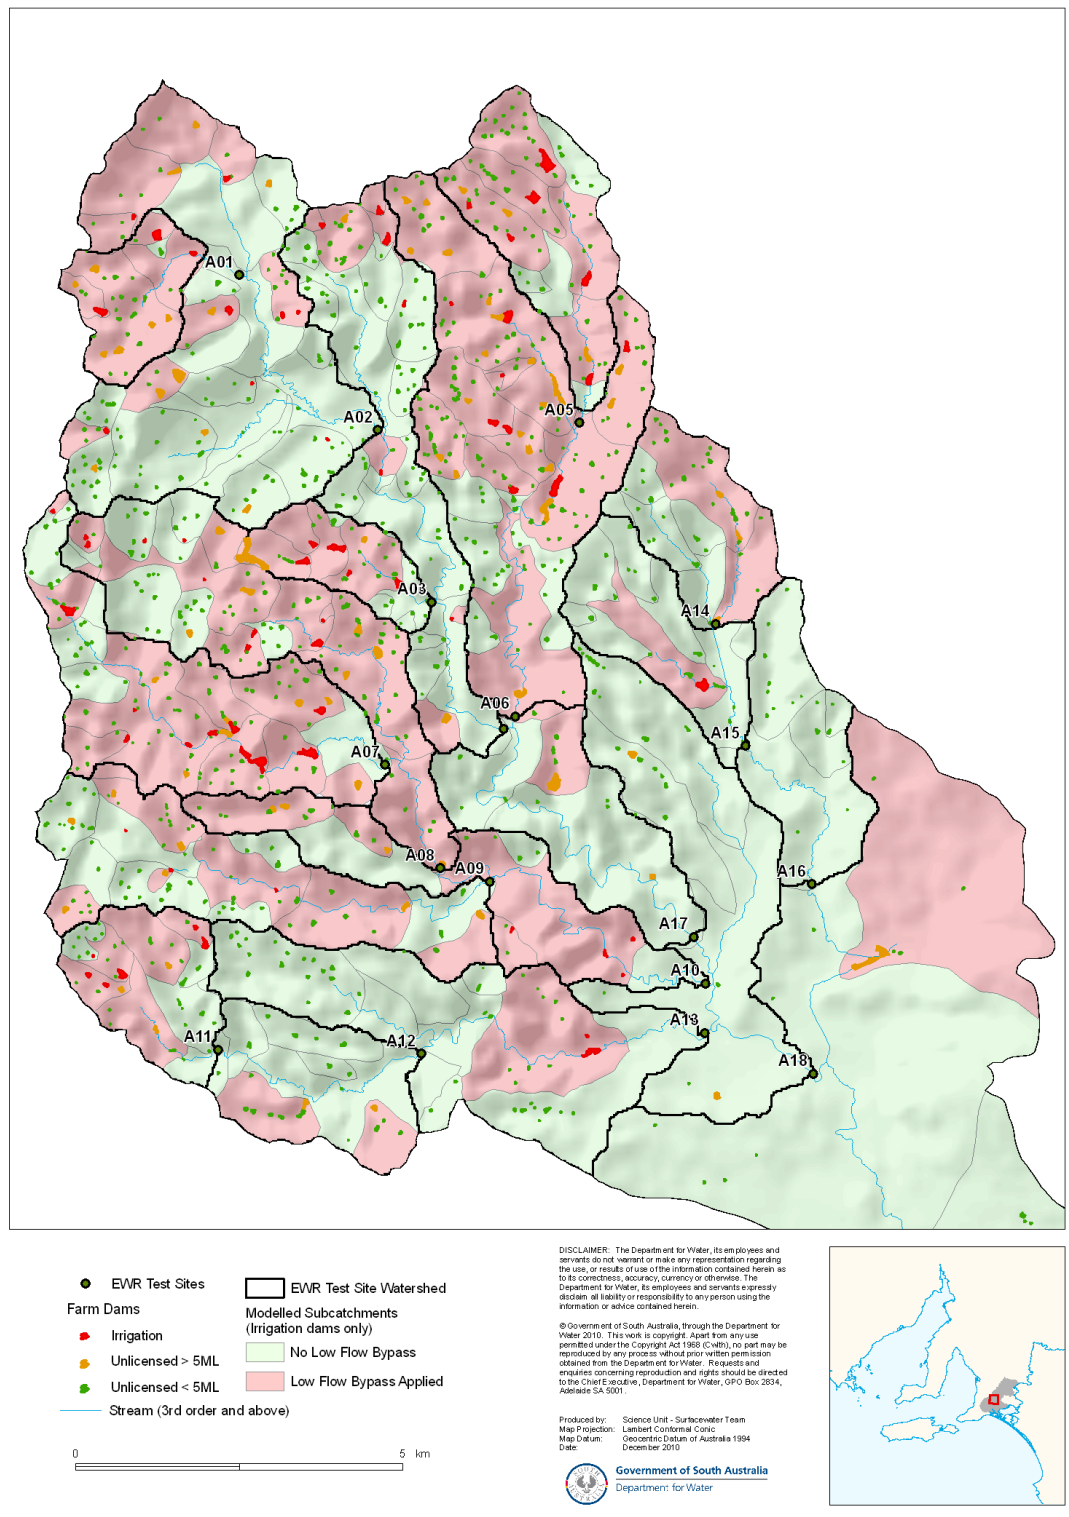 A01
A02
A05
A03
A14
A06
A15
A07
A08
A09
A16
A17
A10
A13
A11
A12
A18
EWR Test Sites
Farm Dams
Irrigation
Unlicensed > 5ML
Unlicensed < 5ML
Stream (3rd order and above)
EWR Test Site Watershed
Modelled Subcatchments
(Irrigation dams only)
No Low Flow Bypass
Low Flow Bypass Applied
0 5 km
DISCLAIMER: The Department for Water, its employees and
servants do not warrant or make any representation regarding
the use, or results of use of the information contained herein as
to its correctness, accuracy, currency or otherwise. The
Department for Water, its employees and servants expressly
disclaim all liability or responsibility to any person using the
information or advice contained herein.
© Government of South Australia, through the Department for
Water 2010. This work is copyright. Apart from any use
permitted under the Copyright Act 1968 (Cwlth), no part may be
reproduced by any process without prior written permission
obtained from the Department for Water. Requests and
enquiries concerning reproduction and rights should be directed
to the Chief Executive, Department for Water, GPO Box 2834,
Adelaide SA 5001.
Produced by: Science Unit - Surfacewater Team
Map Projection: Lambert Conformal Conic
Map Datum: Geocentric Datum of Australia 1994
Date: December 2010
SOUTH AUSTRALIA
Government of South Australia
Department for Water